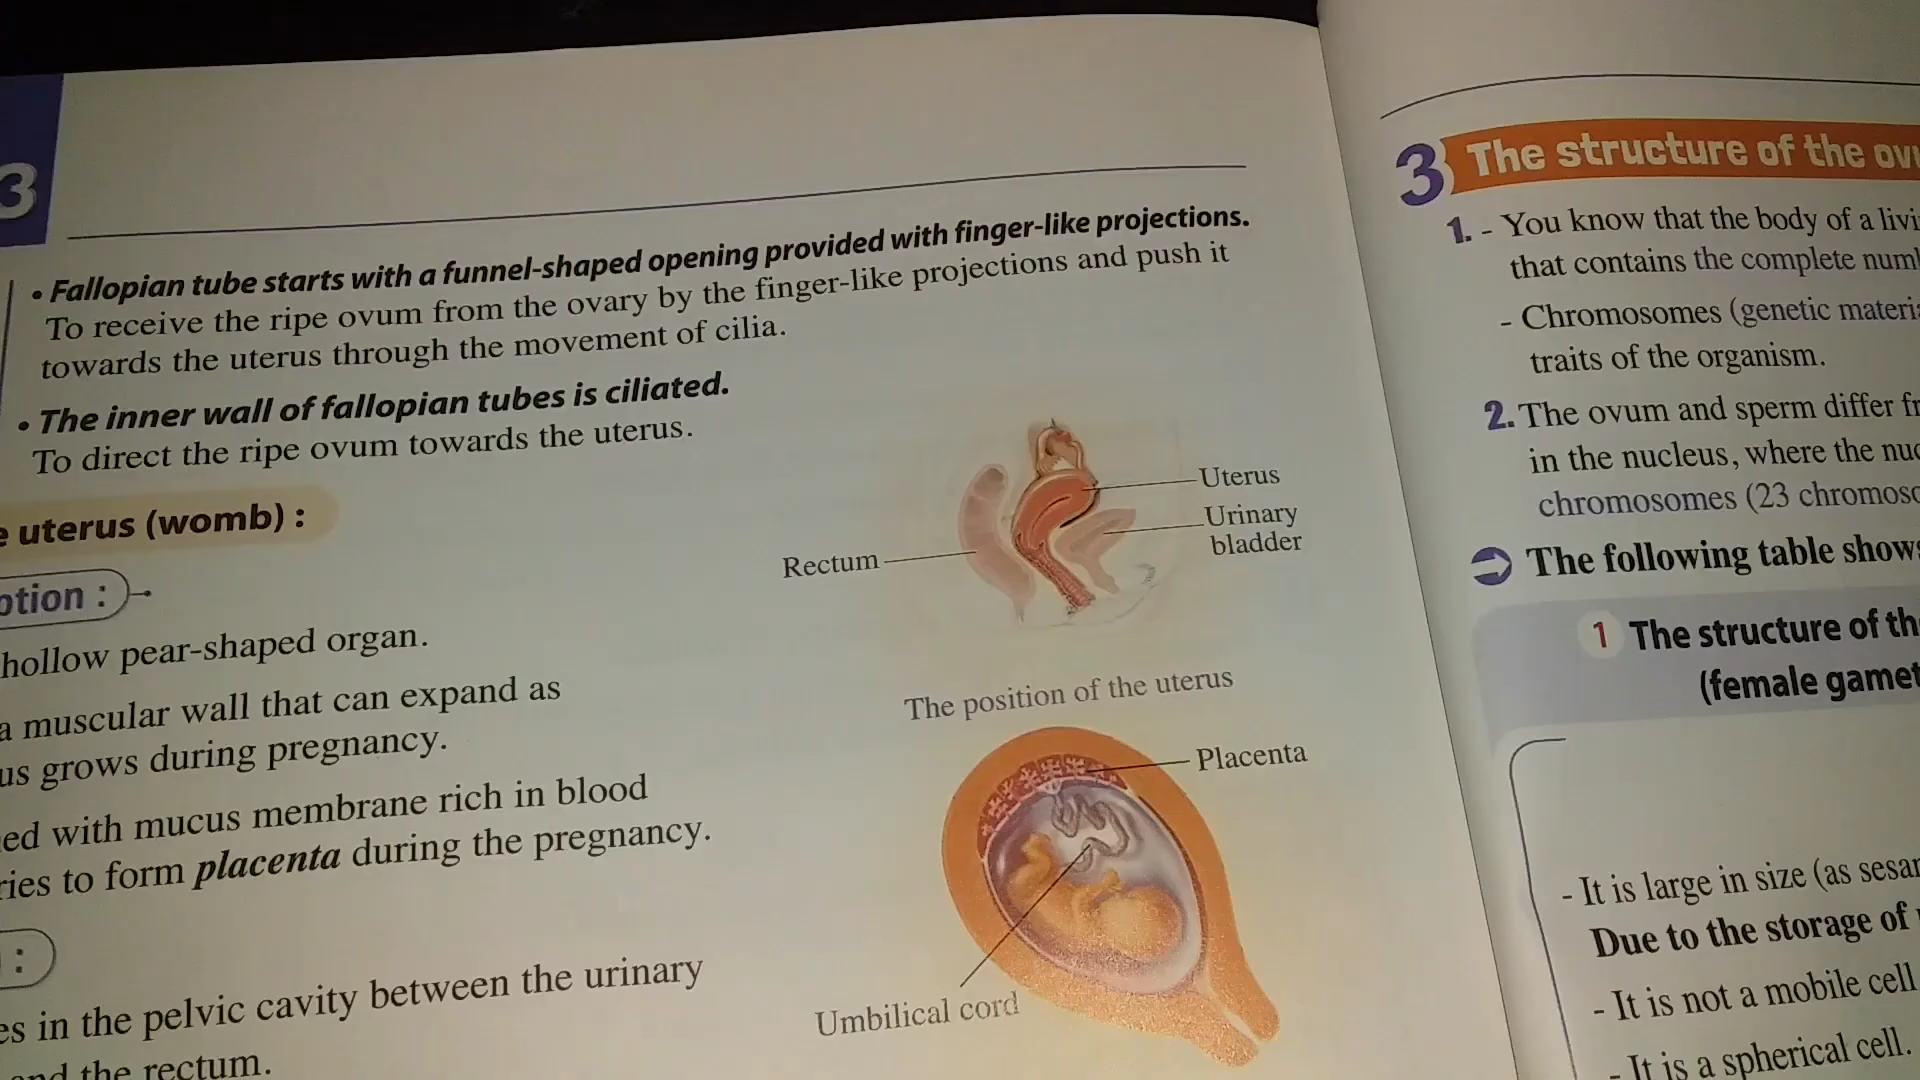 3
• Fallopian tube starts with a funnel-shaped opening provided with finger-like projections.
To receive the ripe ovum from the ovary by the finger-like projections and push it
towards the uterus through the movement of cilia.
• The inner wall of fallopian tubes is ciliated.
To direct the ripe ovum towards the uterus.
uterus (womb) :
hollow pear-shaped organ.
a muscular wall that can expand as
grows during pregnancy.
with mucus membrane rich in blood
to form placenta during the pregnancy.
:
in the pelvic cavity between the urinary
the rectum.
Uterus
Urinary
bladder
Rectum
The position of the uterus
Placenta
Umbilical cord
3 The structure of the
1. - You know that the body of a
that contains the complete
- Chromosomes (genetic
traits of the organism.
2. The ovum and sperm differ
in the nucleus, where the
chromosomes (23
The following table
1 The structure of
(female
- It is large in size (as
Due to the storage of
- It is not a mobile cell
- It is a spherical cell.